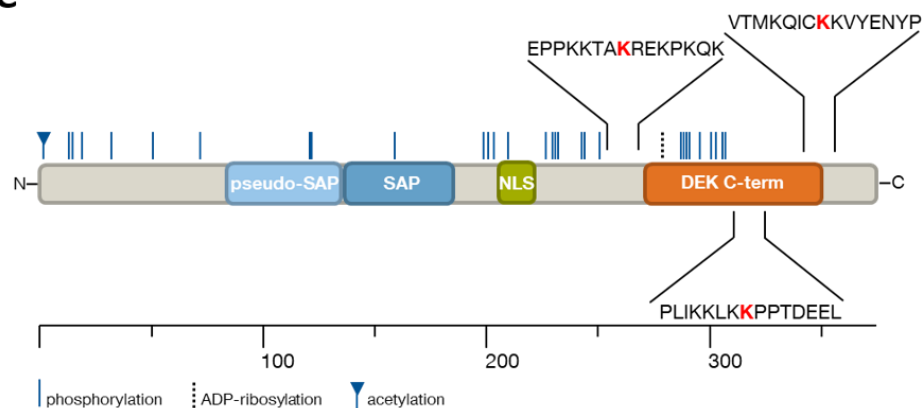 VTMKQICKKVYENYP
EPPKKTAKREKPKQK
N
pseudo-SAP
SAP
NLS
DEK C-term
C
PLIKKLKKPPTDEEL
100
200
300
phosphorylation
ADP-ribosylation
acetylation